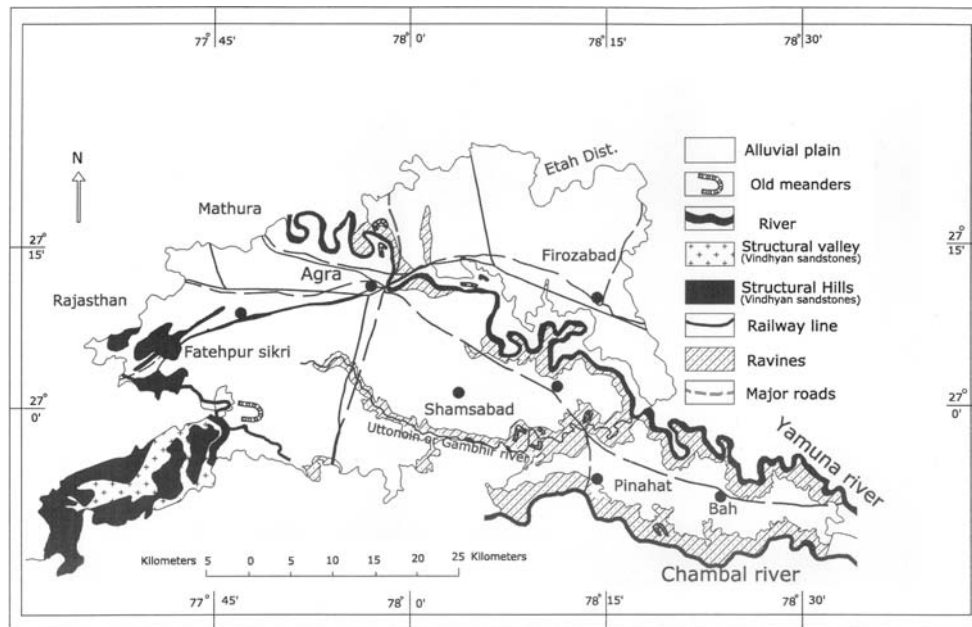 77° 45'
78° 0'
78° 15'
78° 30'
N
Etah Dist.
Alluvial plain
Old meanders
River
Structural valley
(Vindhyan sandstones)
Structural Hills
(Vindhyan sandstones)
Railway line
Ravines
Major roads
27° 15'
27° 15'
Mathura
Agra
Firozabad
Rajasthan
Fatehpur sikri
27° 0'
27° 0'
Shamsabad
Uttonoin or Gambhir river
Yamuna river
Pinahat
Bah
Chambal river
Kilometers 5 0 5 10 15 20 25 Kilometers
77° 45'
78° 0'
78° 15'
78° 30'